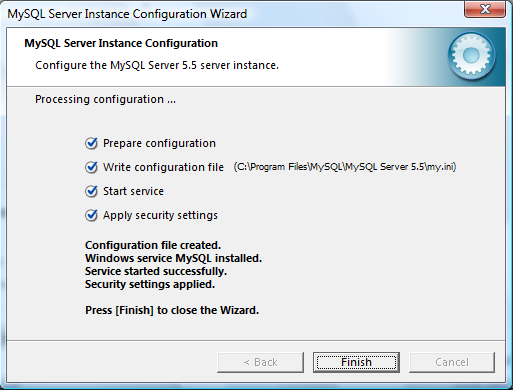 MySQL Server Instance Configuration Wizard
MySQL Server Instance Configuration
Configure the MySQL Server 5.5 server instance.
Processing configuration ...
Prepare configuration
Write configuration file (C:\Program Files\MySQL\MySQL Server 5.5\my.ini)
Start service
Apply security settings
Configuration file created.
Windows service MySQL installed.
Service started successfully.
Security settings applied.
Press [Finish] to close the Wizard.
< Back Finish Cancel